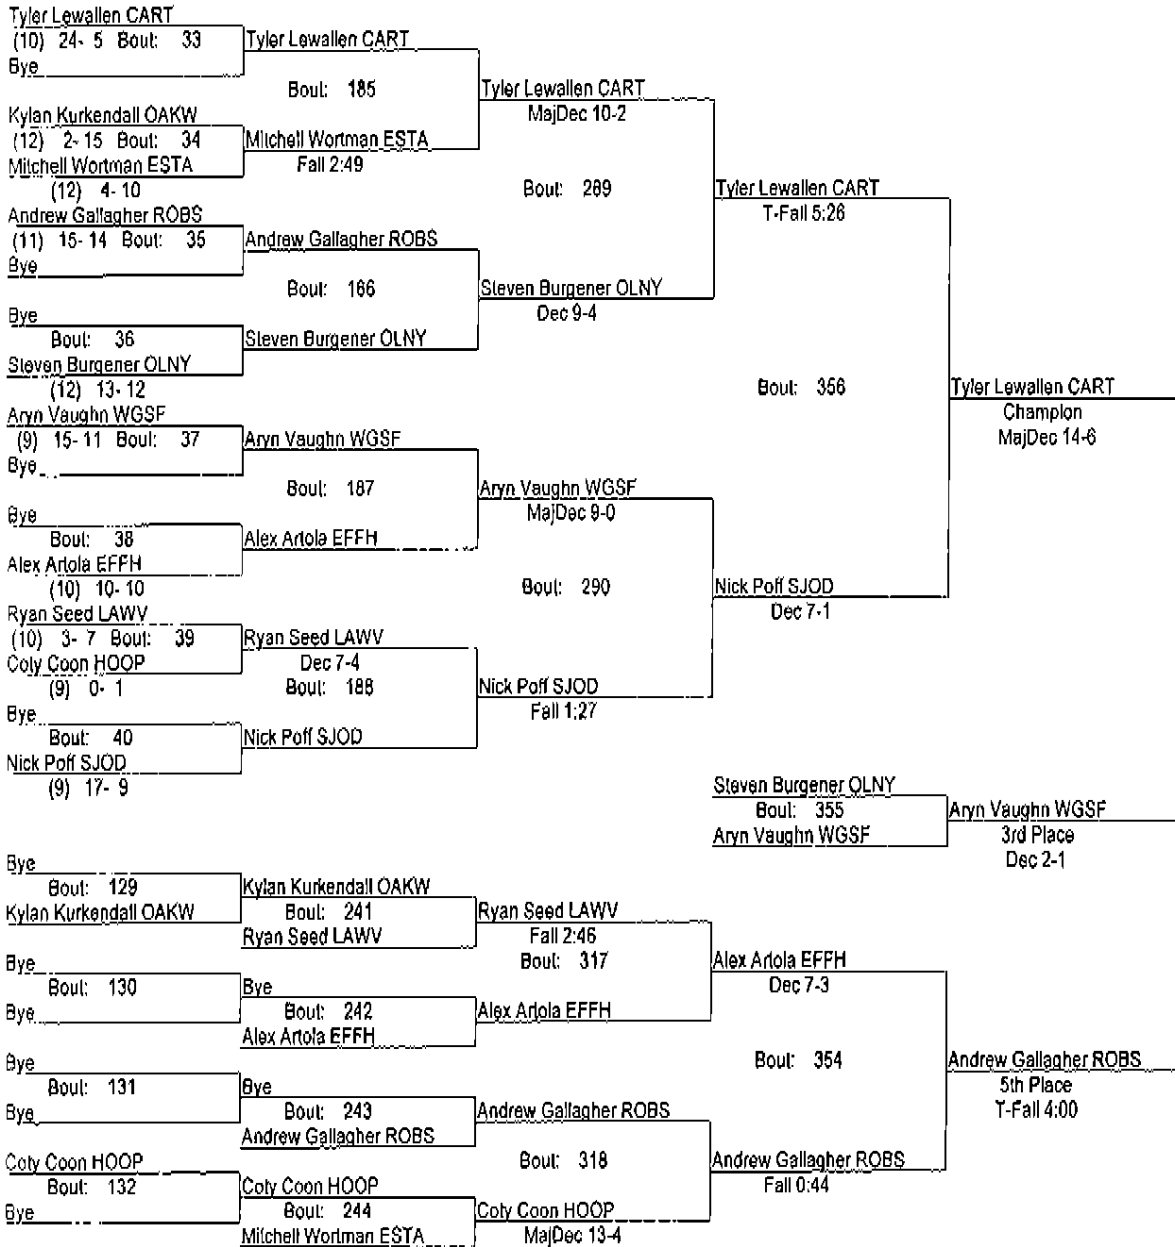 Tyler Lewallen CART
(10) 24- 5 Bout: 33
Bye
Tyler Lewallen CART
Bout: 185
Kylan Kurkendall OAKW
(12) 2- 15 Bout: 34
Mitchell Wortman ESTA
(12) 4- 10
Mitchell Wortman ESTA
Fall 2:49
Tyler Lewallen CART
MajDec 10-2
Bout: 289
Andrew Gallagher ROBS
(11) 15- 14 Bout: 35
Bye
Andrew Gallagher ROBS
Bout: 166
Bye
Bout: 36
Steven Burgener OLNY
(12) 13- 12
Steven Burgener OLNY
Steven Burgener OLNY
Dec 9-4
Tyler Lewallen CART
T-Fall 5:26
Bout: 356
Tyler Lewallen CART
Champion
MajDec 14-6
Aryn Vaughn WGSF
(9) 15- 11 Bout: 37
Bye
Aryn Vaughn WGSF
Bout: 187
Bye
Bout: 38
Alex Artola EFFH
(10) 10- 10
Alex Artola EFFH
Aryn Vaughn WGSF
MajDec 9-0
Bout: 290
Ryan Seed LAWV
(10) 3- 7 Bout: 39
Coty Coon HOOP
(9) 0- 1
Ryan Seed LAWV
Dec 7-4
Bout: 188
Bye
Bout: 40
Nick Poff SJOD
(9) 17- 9
Nick Poff SJOD
Nick Poff SJOD
Fall 1:27
Nick Poff SJOD
Dec 7-1
Steven Burgener OLNY
Bout: 355
Aryn Vaughn WGSF
Aryn Vaughn WGSF
3rd Place
Dec 2-1
Bye
Bout: 129
Kylan Kurkendall OAKW
Kylan Kurkendall OAKW
Bout: 241
Ryan Seed LAWV
Ryan Seed LAWV
Fall 2:46
Bout: 317
Bye
Bout: 130
Bye
Bye
Bout: 242
Alex Artola EFFH
Alex Artola EFFH
Alex Artola EFFH
Dec 7-3
Bout: 354
Bye
Bout: 131
Bye
Bye
Bout: 243
Andrew Gallagher ROBS
Andrew Gallagher ROBS
Bout: 318
Coty Coon HOOP
Bout: 132
Bye
Coty Coon HOOP
Bout: 244
Mitchell Wortman ESTA
Coty Coon HOOP
MajDec 13-4
Andrew Gallagher ROBS
Fall 0:44
Andrew Gallagher ROBS
5th Place
T-Fall 4:00